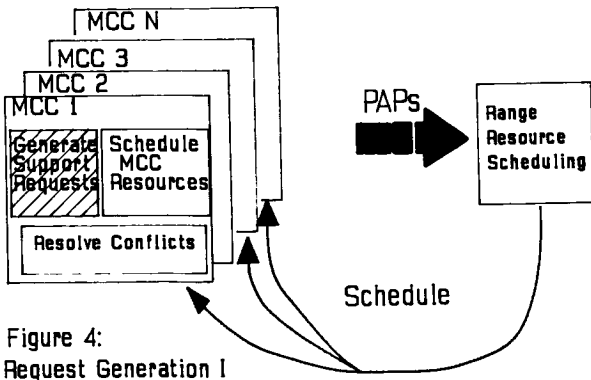 MCC N
MCC 3
MCC 2
MCC 1
Generate
Support
Requests
Schedule
MCC
Resources
Resolve Conflicts
PAPs
Range
Resource
Scheduling
Schedule
Figure 4:
Request Generation I